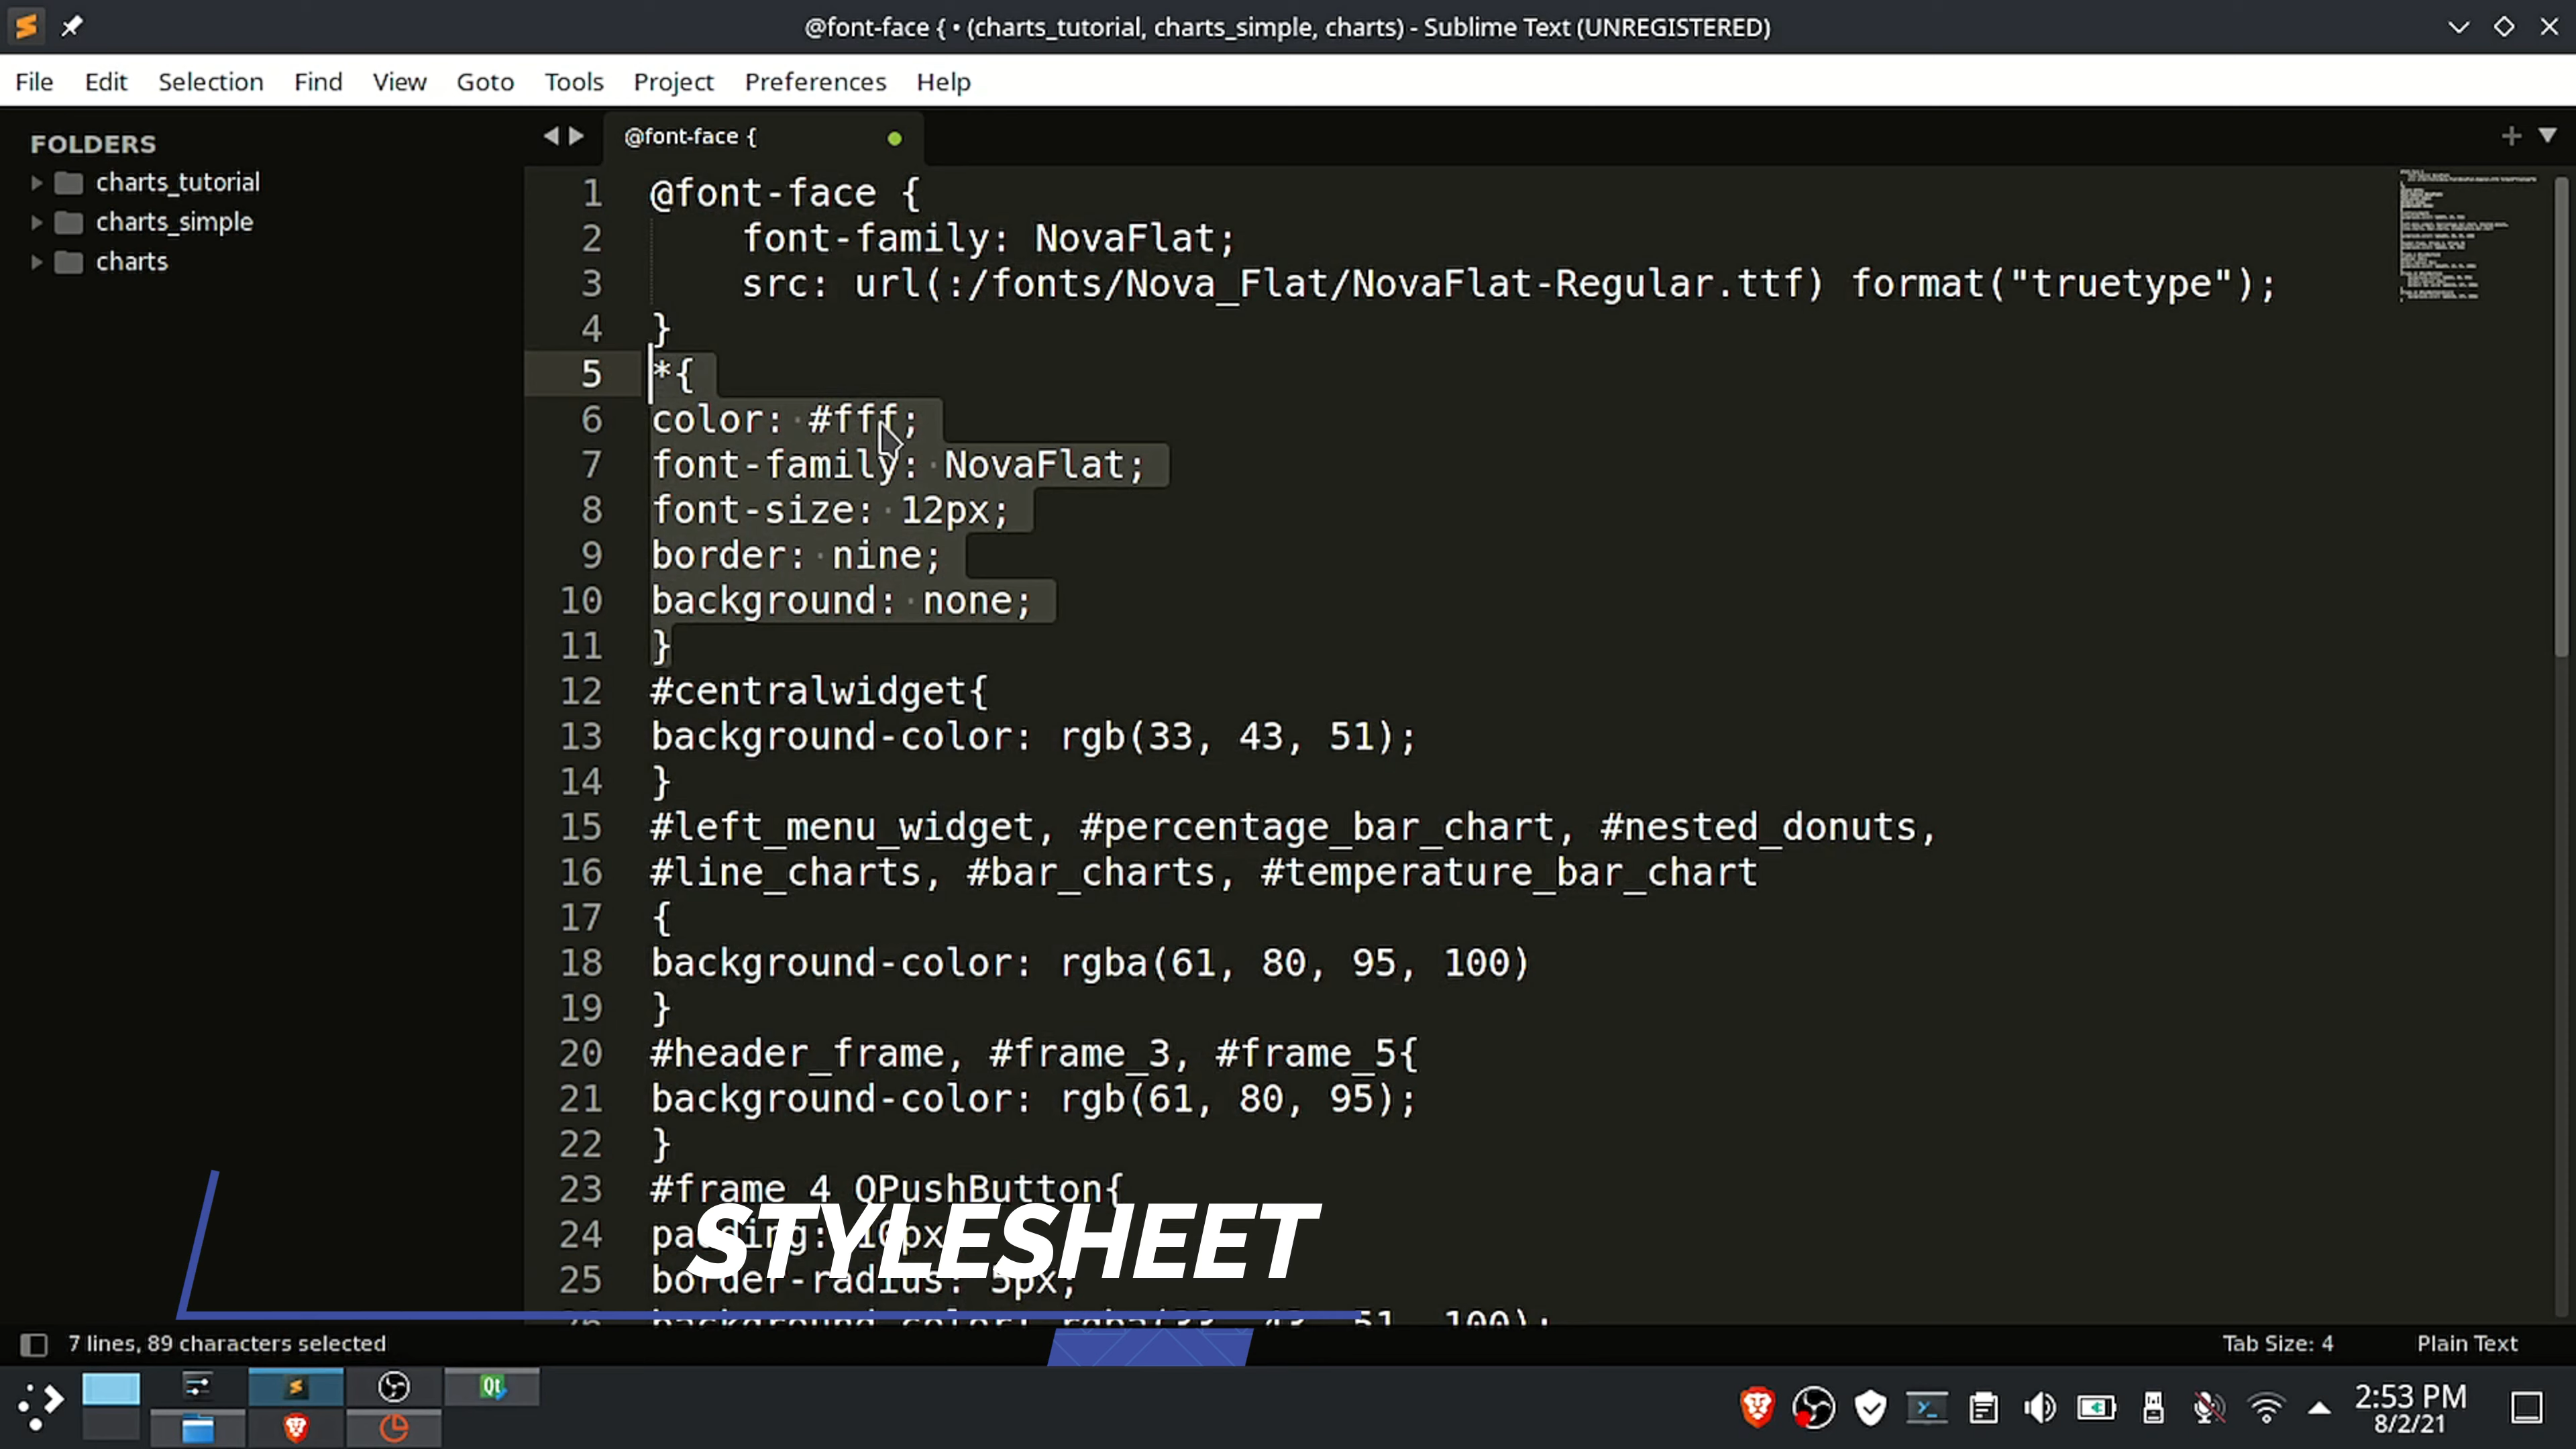 @font-face { • (charts_tutorial, charts_simple, charts) - Sublime Text (UNREGISTERED)
File Edit Selection Find View Goto Tools Project Preferences Help
FOLDERS
charts_tutorial
charts_simple
charts
@font-face {
1 @font-face {
2 font-family: NovaFlat;
3 src: url(:/fonts/Nova_Flat/NovaFlat-Regular.ttf) format("truetype");
4 }
5 *{
6 color: #fff;
7 font-family: NovaFlat;
8 font-size: 12px;
9 border: nine;
10 background: none;
11 }
12 #centralwidget{
13 background-color: rgb(33, 43, 51);
14 }
15 #left_menu_widget, #percentage_bar_chart, #nested_donuts,
16 #line_charts, #bar_charts, #temperature_bar_chart
17 {
18 background-color: rgba(61, 80, 95, 100)
19 }
20 #header_frame, #frame_3, #frame_5{
21 background-color: rgb(61, 80, 95);
22 }
23 #frame_4 QPushButton{
24 padding: 10px
25 border-radius: 5px;
STYLESHEET
7 lines, 89 characters selected
Tab Size: 4
Plain Text
2:53 PM
8/2/21